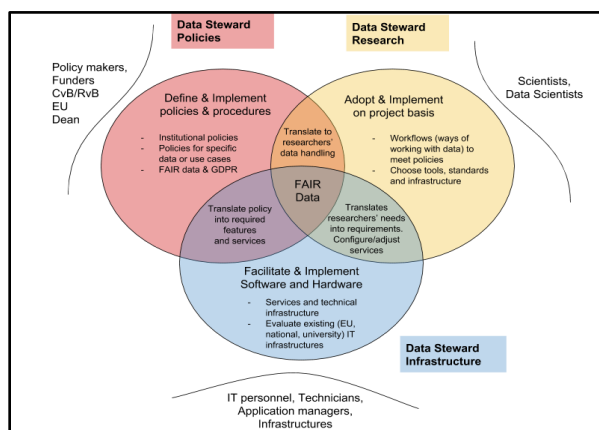 Data Steward
Policies
Data Steward
Research
Policy makers,
Funders
CvB/RvB
EU
Dean
Scientists,
Data Scientists
Define & Implement
policies & procedures
- Institutional policies
- Policies for specific
data or use cases
- FAIR data & GDPR
Translate to
researchers'
data handling
Adopt & Implement
on project basis
- Workflows (ways of
working with data) to
meet policies
- Choose tools, standards
and infrastructure
FAIR
Data
Translate policy
into required
features
and services
Translates
researchers' needs
into requirements.
Configure/adjust
services
Facilitate & Implement
Software and Hardware
- Services and technical
infrastructure
- Evaluate existing (EU,
national, university) IT
infrastructures
Data Steward
Infrastructure
IT personnel, Technicians,
Application managers,
Infrastructures